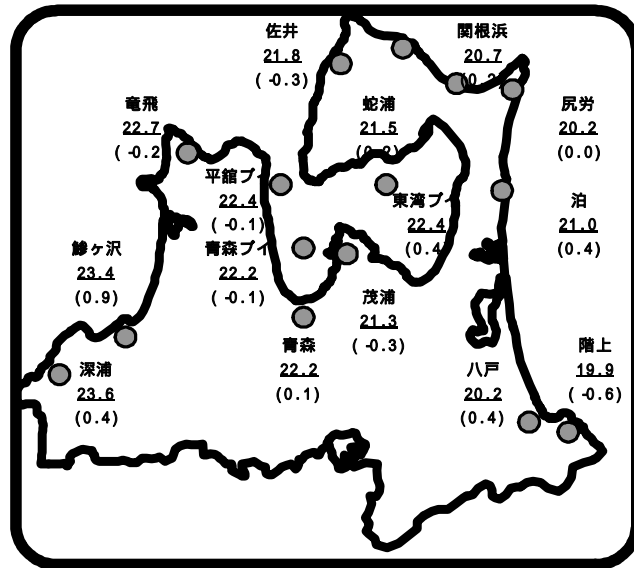 佐井
21.8
( -0.3)
関根浜
20.7
竜飛
22.7
( -0.2
蛇浦
21.5
尻労
20.2
(0.0)
平舘ブイ
22.4
( -0.1)
東湾ブイ
22.4
(0.4)
泊
21.0
(0.4)
鰺ヶ沢
23.4
(0.9)
青森ブイ
22.2
( -0.1)
茂浦
21.3
( -0.3)
青森
22.2
(0.1)
深浦
23.6
(0.4)
八戸
20.2
(0.4)
階上
19.9
( -0.6)